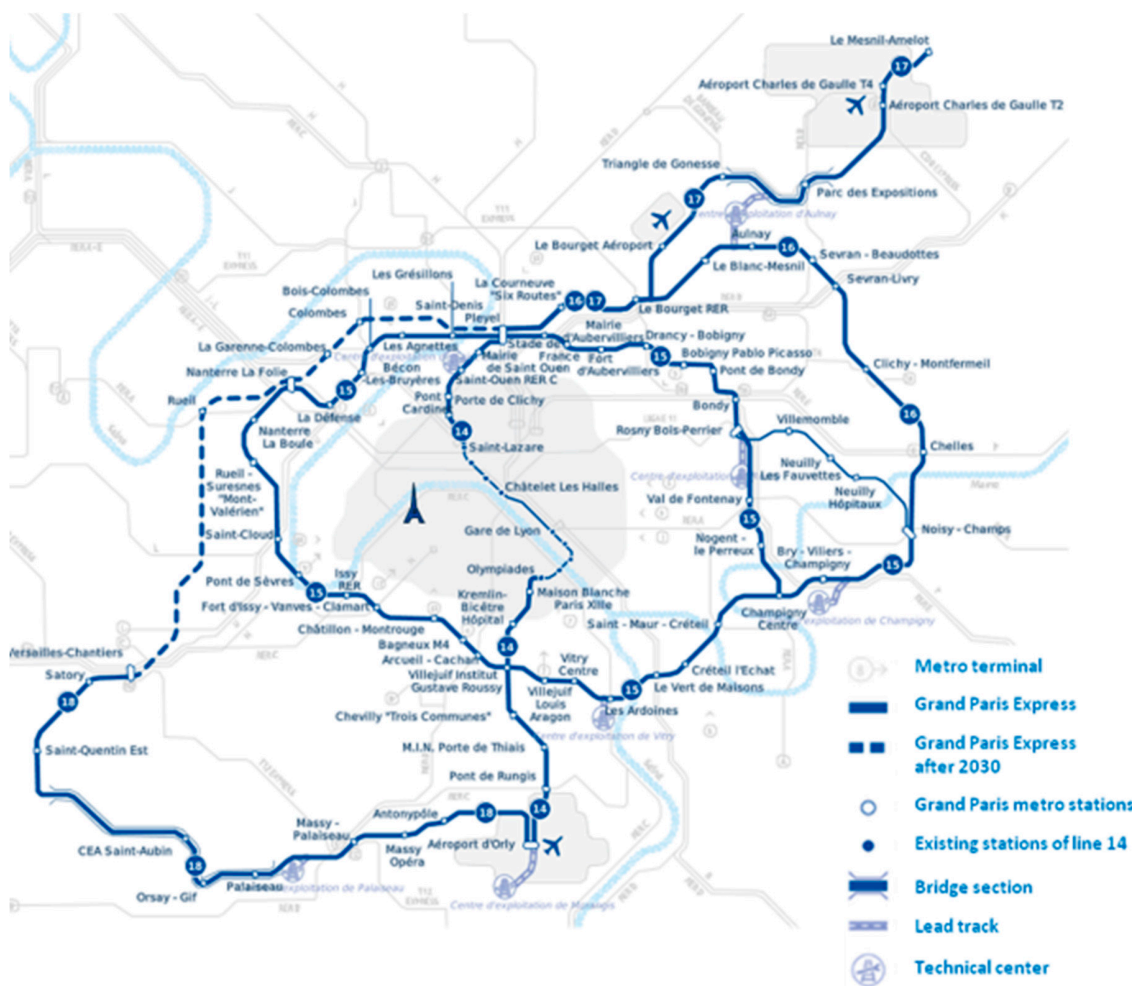 Le Mesnil-Amelot
17
Aéroport Charles de Gaulle T4
Aéroport Charles de Gaulle T2
Triangle de Gonesse
Parc des Expositions
17
Centre d'exploitation d'Aulnay
Le Bourget Aéroport
Aulnay
16
Le Blanc-Mesnil
Sevran - Beaudottes
Sevran-Livry
Les Grésillons
La Courneuve
"Six Routes"
16
17
Le Bourget RER
Bois-Colombes
Saint-Denis
Pleyel
Colombes
Mairie
d'Aubervilliers
Drancy - Bobigny
Stade de
France
La Garenne-Colombes
Les Agnettes
Mairie
de Saint Ouen
Fort
d'Aubervilliers
15
Bobigny Pablo Picasso
Nanterre La Folie
Bécon
-Les-Bruyères
Saint-Ouen RER C
Pont de Bondy
Clichy - Montfermeil
15
Rueil
La Défense
Pont
Cardinet
Porte de Clichy
Bondy
16
Nanterre
La Boule
14
Saint-Lazare
Rosny Bois-Perrier
Villemomble
Chelles
Rueil -
Suresnes
"Mont-
Valérien"
Châtelet Les Halles
Neuilly
Les Fauvettes
Neuilly
Hôpitaux
Val de Fontenay
15
Saint-Cloud
Gare de Lyon
Noisy - Champs
Nogent -
le Perreux
Bry - Viliers -
Champigny
15
Pont de Sèvres
Issy
RER
15
Olympiades
Maison Blanche
Paris XIIIe
Fort d'Issy - Vanves - Clamart
Kremlin-
Bicêtre
Hôpital
Saint - Maur - Créteil
Champigny
Centre
Centre d'exploitation de Champigny
Châtillon - Montrouge
14
Bagneux M4
Arcueil - Cachan
Vitry
Centre
Créteil l'Echat
Versailles-Chantiers
Satory
Villejuif Institut
Gustave Roussy
15
Le Vert de Maisons
18
Villejuif
Louis
Aragon
Les Ardoines
Chevilly "Trois Communes"
Centre d'exploitation de Vitry
Saint-Quentin Est
M.I.N. Porte de Thiais
Pont de Rungis
Antonypôle
18
14
Massy -
Palaiseau
Aéroport d'Orly
CEA Saint-Aubin
Massy
Opéra
18
Palaiseau
Orsay - Gif
Metro terminal
Grand Paris Express
Grand Paris Express
after 2030
Grand Paris metro stations
Existing stations of line 14
Bridge section
Lead track
Technical center